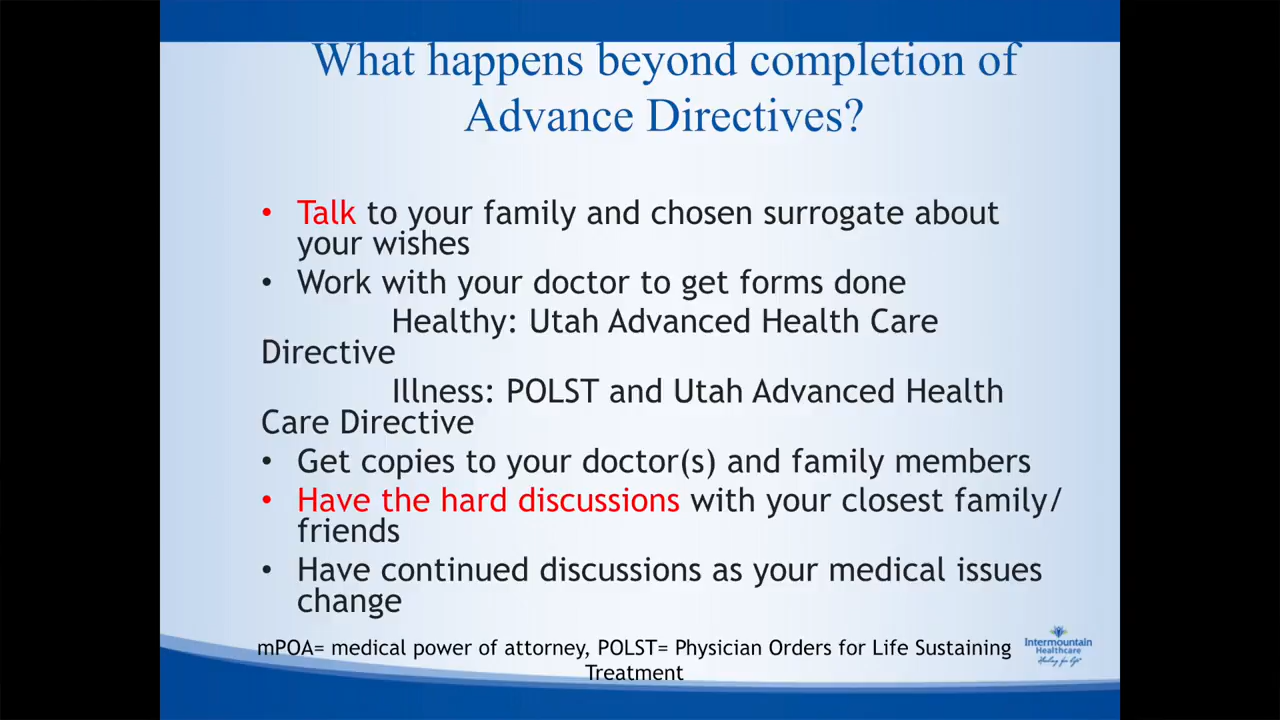 What happens beyond completion of
Advance Directives?
• Talk to your family and chosen surrogate about
your wishes
• Work with your doctor to get forms done
Healthy: Utah Advanced Health Care
Directive
Illness: POLST and Utah Advanced Health
Care Directive
• Get copies to your doctor(s) and family members
• Have the hard discussions with your closest family/
friends
• Have continued discussions as your medical issues
change
mPOA= medical power of attorney, POLST= Physician Orders for Life Sustaining
Treatment
Intermountain
Healthcare
Healing for life